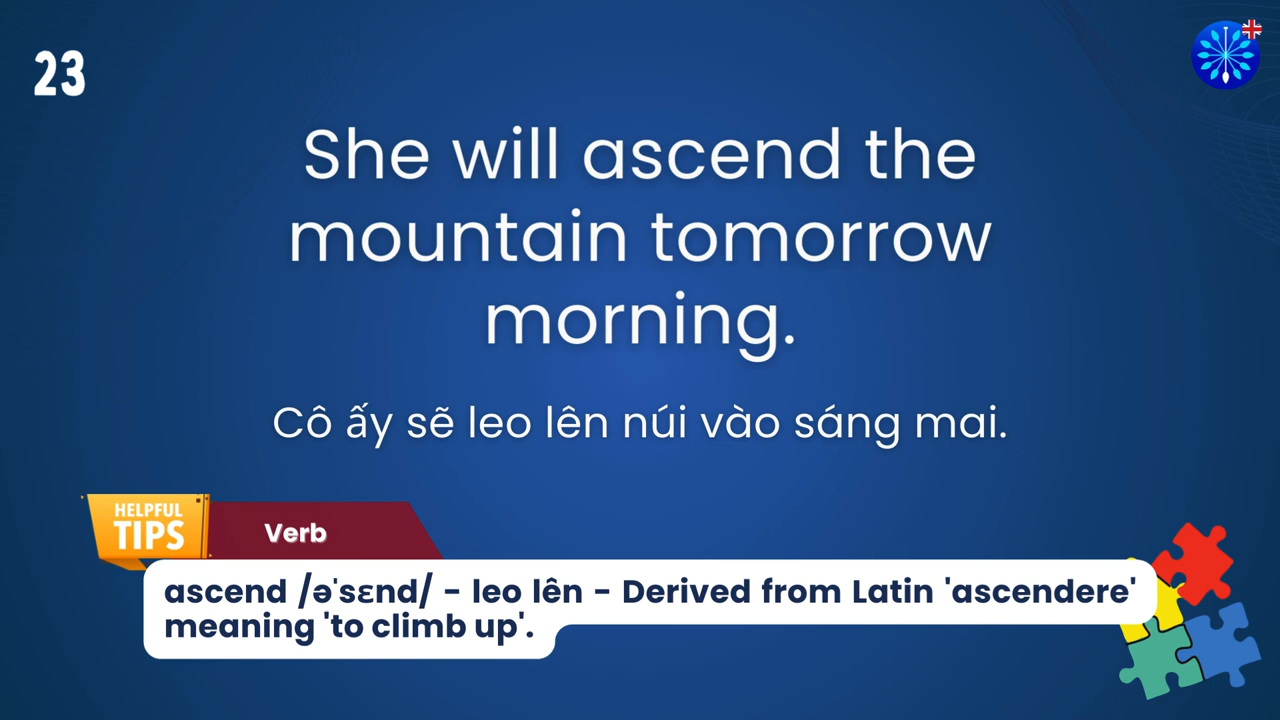 23
She will ascend the
mountain tomorrow
morning.
Cô ấy sẽ leo lên núi vào sáng mai.
HELPFUL
TIPS
Verb
ascend /əˈsɛnd/ - leo lên - Derived from Latin 'ascendere'
meaning 'to climb up'.